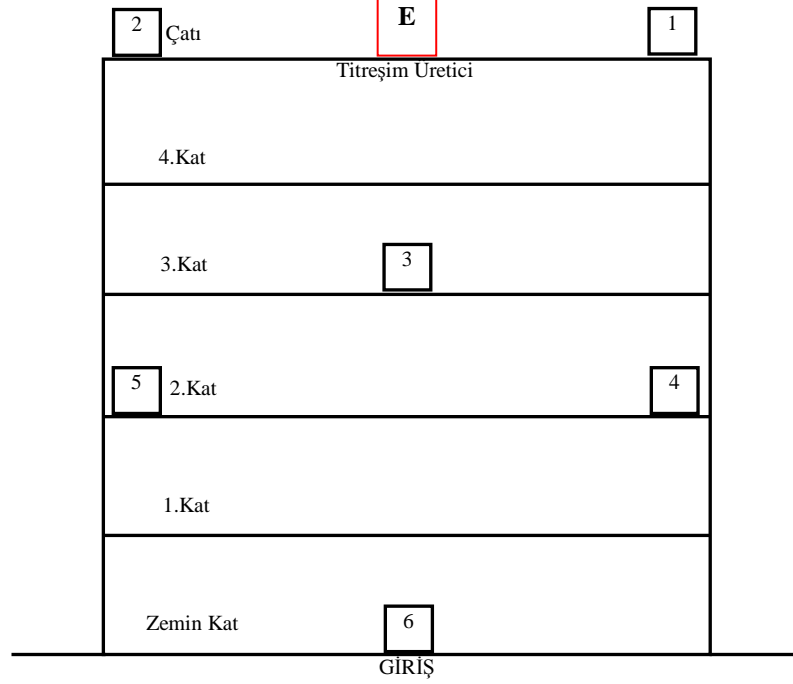 2 Çatı
E
1
Titreşim Üretici
4.Kat
3.Kat
3
5
2.Kat
4
1.Kat
Zemin Kat
6
GİRİŞ